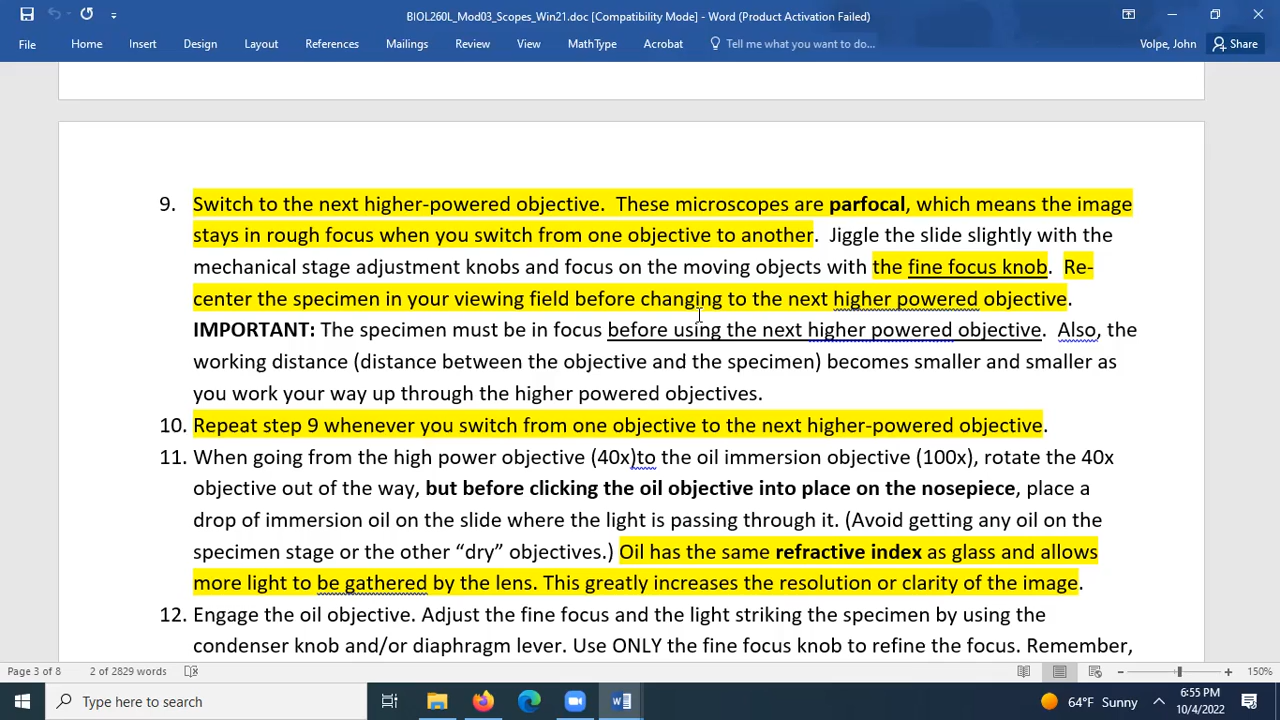 BIOL260L_Mod03_Scopes_Win21.doc [Compatibility Mode] - Word (Product Activation Failed)
File Home Insert Design Layout References Mailings Review View MathType Acrobat Tell me what you want to do... Volpe, John Share
9. Switch to the next higher-powered objective.  These microscopes are parfocal, which means the image
stays in rough focus when you switch from one objective to another.  Jiggle the slide slightly with the
mechanical stage adjustment knobs and focus on the moving objects with the fine focus knob.  Re-
center the specimen in your viewing field before changing to the next higher powered objective.
IMPORTANT: The specimen must be in focus before using the next higher powered objective.  Also, the
working distance (distance between the objective and the specimen) becomes smaller and smaller as
you work your way up through the higher powered objectives.
10. Repeat step 9 whenever you switch from one objective to the next higher-powered objective.
11. When going from the high power objective (40x)to the oil immersion objective (100x), rotate the 40x
objective out of the way, but before clicking the oil objective into place on the nosepiece, place a
drop of immersion oil on the slide where the light is passing through it. (Avoid getting any oil on the
specimen stage or the other “dry” objectives.) Oil has the same refractive index as glass and allows
more light to be gathered by the lens. This greatly increases the resolution or clarity of the image.
12. Engage the oil objective. Adjust the fine focus and the light striking the specimen by using the
condenser knob and/or diaphragm lever. Use ONLY the fine focus knob to refine the focus. Remember,
Page 3 of 8 2 of 2829 words 150%
Type here to search 64°F Sunny 6:55 PM
10/4/2022